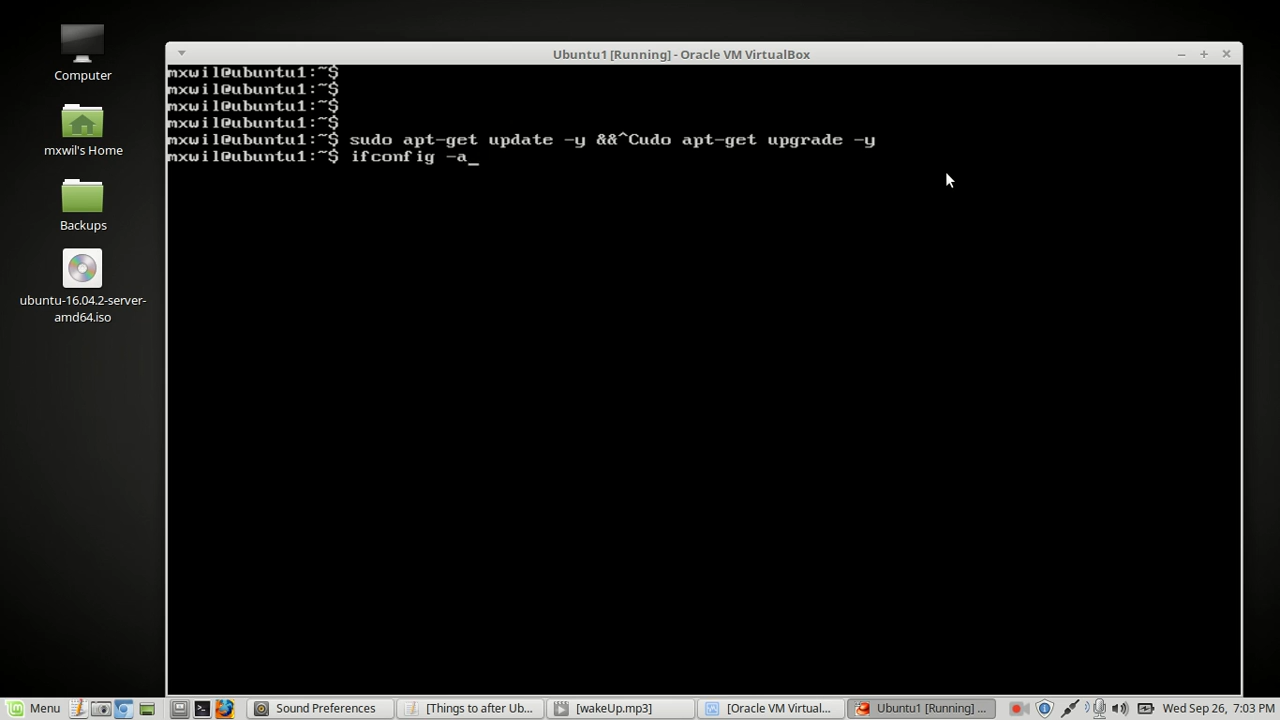 Computer
mxwil's Home
Backups
ubuntu-16.04.2-server-
amd64.iso
Ubuntu1 [Running] - Oracle VM VirtualBox
mxwil@ubuntu1:~$
mxwil@ubuntu1:~$
mxwil@ubuntu1:~$
mxwil@ubuntu1:~$
mxwil@ubuntu1:~$ sudo apt-get update -y &&^Cudo apt-get upgrade -y
mxwil@ubuntu1:~$ ifconfig -a_
Menu
Sound Preferences
[Things to after Ub...
[wakeUp.mp3]
[Oracle VM Virtual...
Ubuntu1 [Running] ...
Wed Sep 26, 7:03 PM